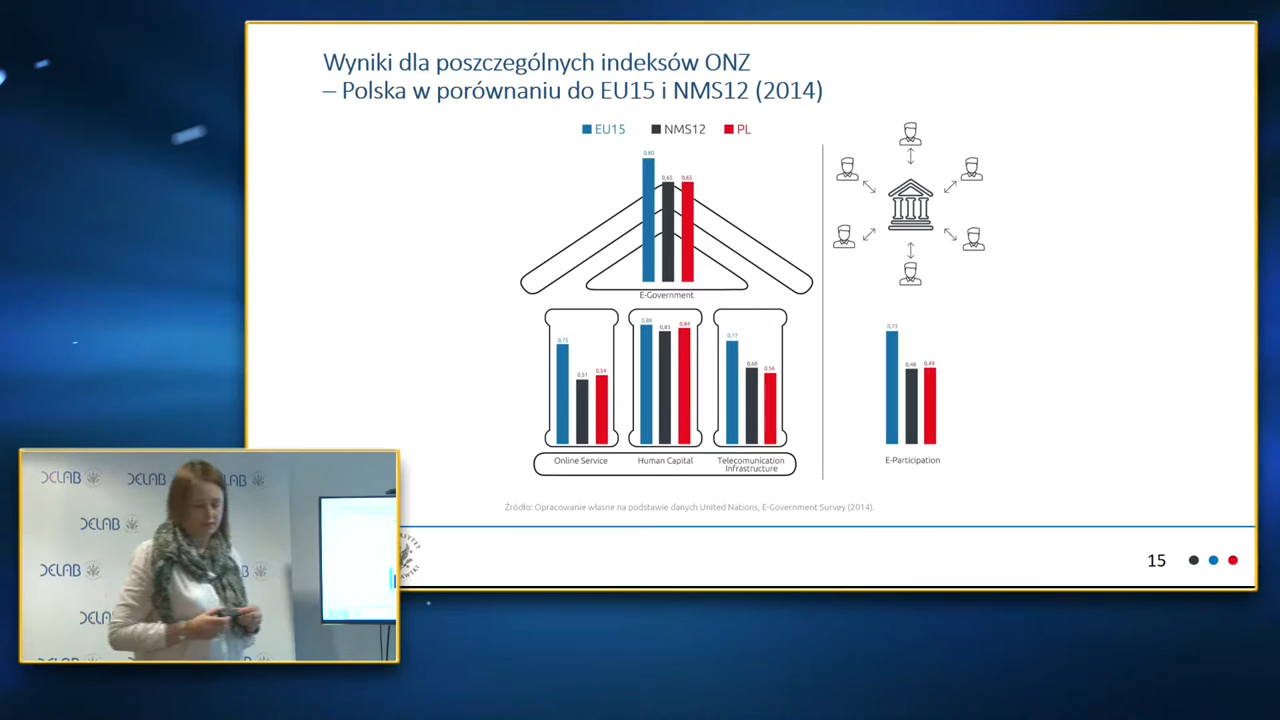 Wyniki dla poszczególnych indeksów ONZ
– Polska w porównaniu do EU15 i NMS12 (2014)
EU15 NMS12 PL
0,80
0,65 0,65
E-Government
0,75
0,51 0,54
0,83 0,84
0,77
0,60 0,56
0,73
0,48 0,49
Online Service Human Capital Telecomunication
Infrastructure
E-Participation
Źródło: Opracowanie własne na podstawie danych United Nations, E-Government Survey (2014).
15
DELAB DELAB LAB
DELAB
DELAB
DELA